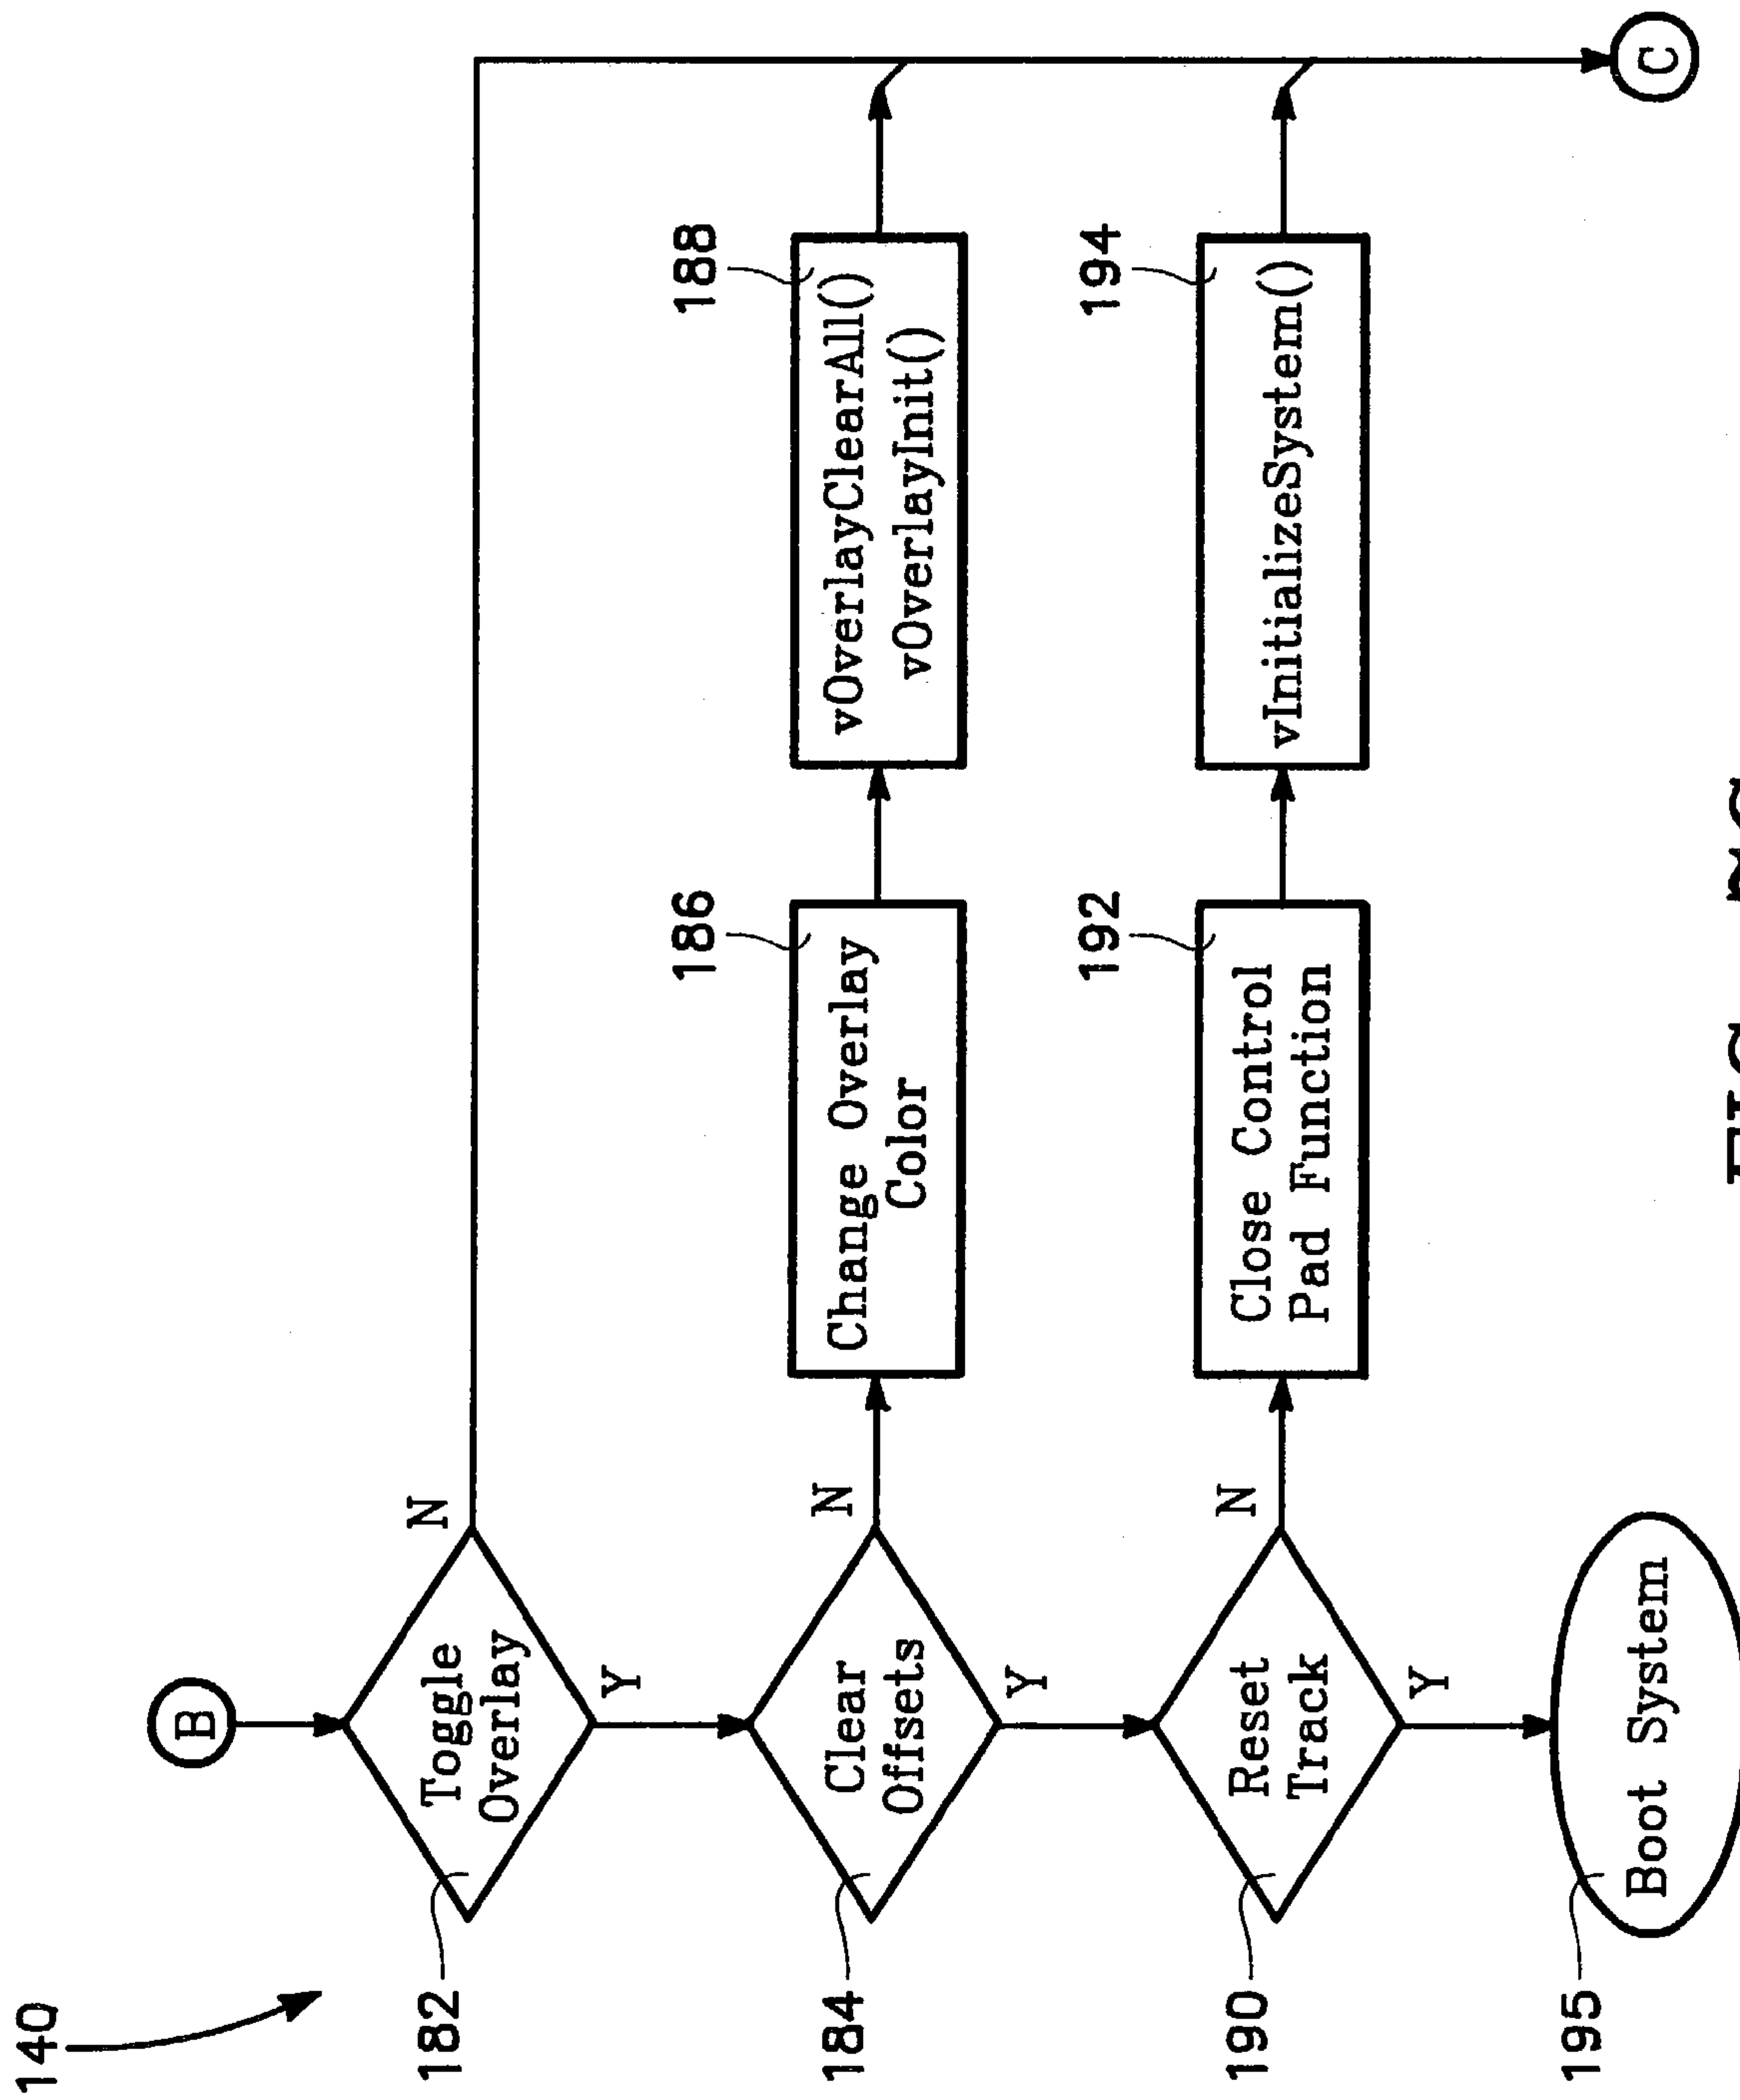 140
B
182
Toggle
Overlay
N
Y
184
Clear
Offsets
N
Y
186
Change Overlay
Color
188
vOverlayClearAll()
vOverlayInit()
190
Reset
Track
N
Y
192
Close Control
Pad Function
194
vInitializeSystem()
195
Boot System
C